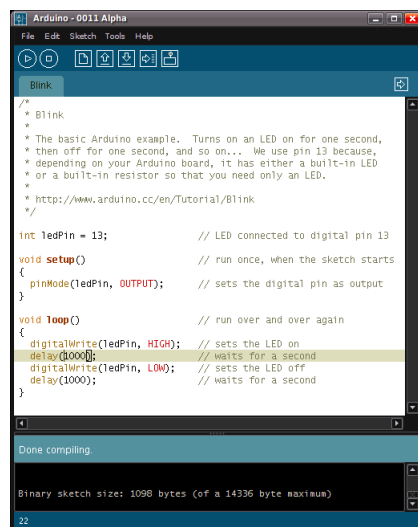 Arduino - 0011 Alpha
File Edit Sketch Tools Help
Blink
/*
 * Blink
 *
 * The basic Arduino example.  Turns on an LED on for one second,
 * then off for one second, and so on...  We use pin 13 because,
 * depending on your Arduino board, it has either a built-in LED
 * or a built-in resistor so that you need only an LED.
 *
 * http://www.arduino.cc/en/Tutorial/Blink
 */
int ledPin = 13;                // LED connected to digital pin 13
void setup()                    // run once, when the sketch starts
{
  pinMode(ledPin, OUTPUT);      // sets the digital pin as output
}
void loop()                     // run over and over again
{
  digitalWrite(ledPin, HIGH);   // sets the LED on
  delay(1000);                  // waits for a second
  digitalWrite(ledPin, LOW);    // sets the LED off
  delay(1000);                  // waits for a second
}
Done compiling.
Binary sketch size: 1098 bytes (of a 14336 byte maximum)
22